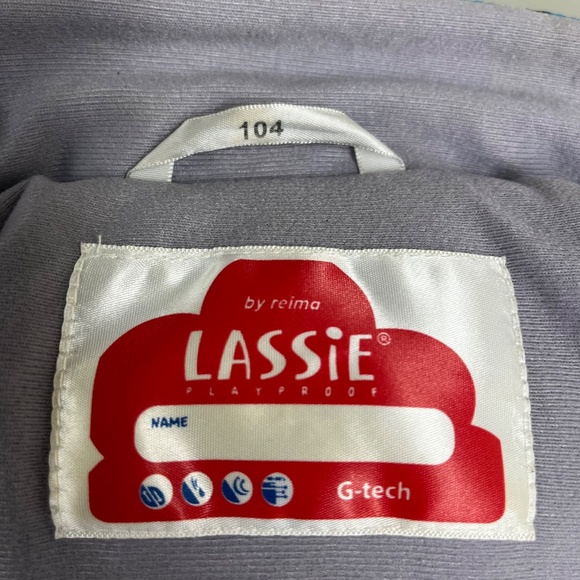 104
by reima
LASSiE®
PLAYPROOF
NAME
G-tech